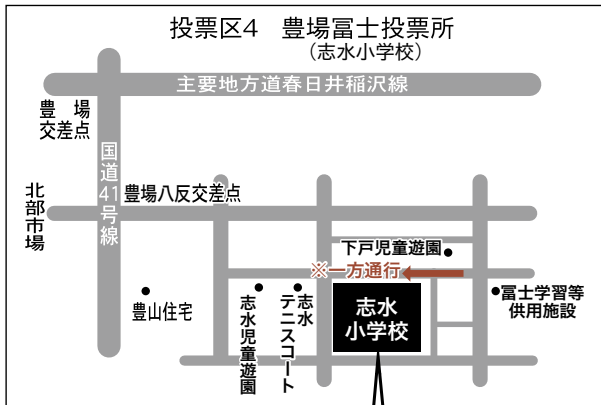 投票区4　豊場冨士投票所
（志水小学校）
主要地方道春日井稲沢線
豊　場
交差点
国道41号線
北部市場
豊場八反交差点
下戸児童遊園
※一方通行
豊山住宅
志水児童遊園
志水
テニスコート
志水
小学校
冨士学習等
供用施設